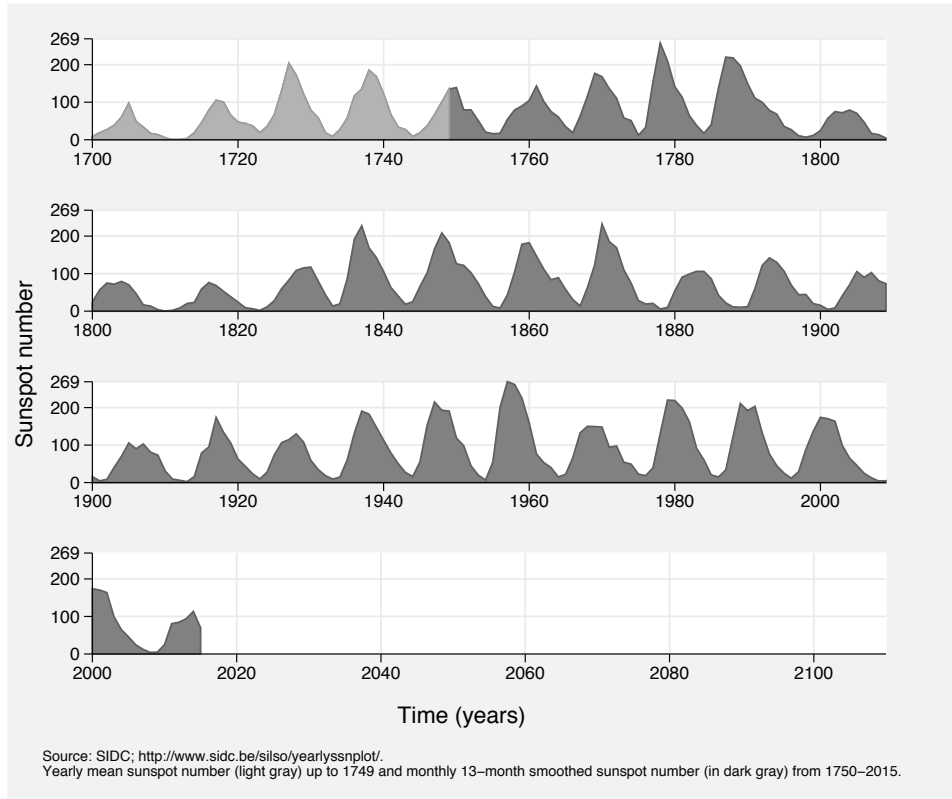 269
200
100
0
1700 1720 1740 1760 1780 1800
269
200
100
0
1800 1820 1840 1860 1880 1900
269
200
100
0
1900 1920 1940 1960 1980 2000
269
200
100
0
2000 2020 2040 2060 2080 2100
Sunspot number
Time (years)
Source: SIDC; http://www.sidc.be/silso/yearlyssnplot/.
Yearly mean sunspot number (light gray) up to 1749 and monthly 13−month smoothed sunspot number (in dark gray) from 1750−2015.